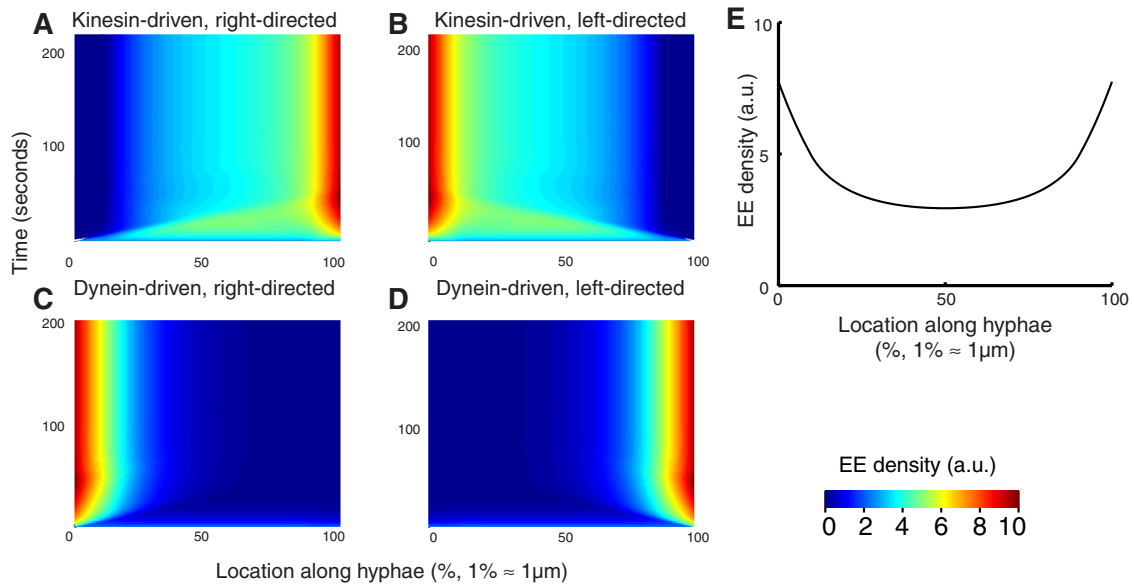 A Kinesin-driven, right-directed
200
100
0 50 100
B Kinesin-driven, left-directed
200
100
0 50 100
Time (seconds)
C Dynein-driven, right-directed
200
100
0 50 100
D Dynein-driven, left-directed
200
100
0 50 100
Location along hyphae (%, 1% ≈ 1μm)
E
10
5
0
EE density (a.u.)
0 50 100
Location along hyphae
(%, 1% ≈ 1μm)
EE density (a.u.)
0 2 4 6 8 10